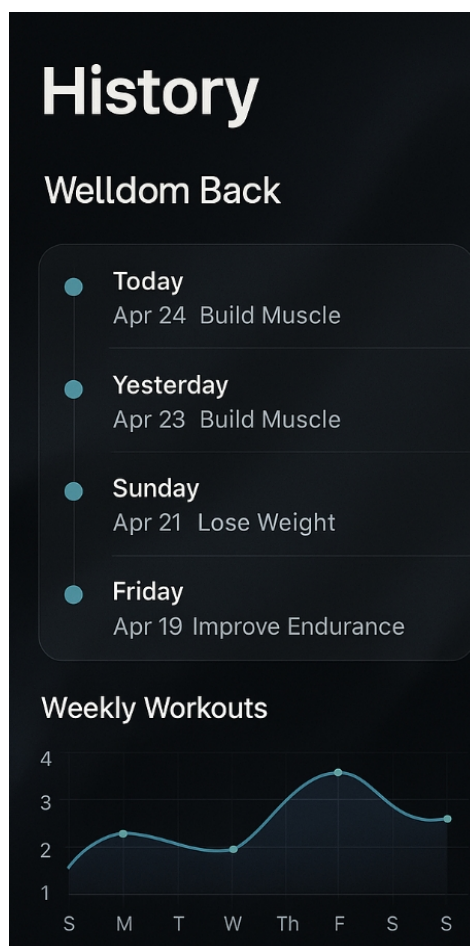 History
Welldom Back
Today
Apr 24 Build Muscle
Yesterday
Apr 23 Build Muscle
Sunday
Apr 21 Lose Weight
Friday
Apr 19 Improve Endurance
Weekly Workouts
4
3
2
1
S M T W Th F S S